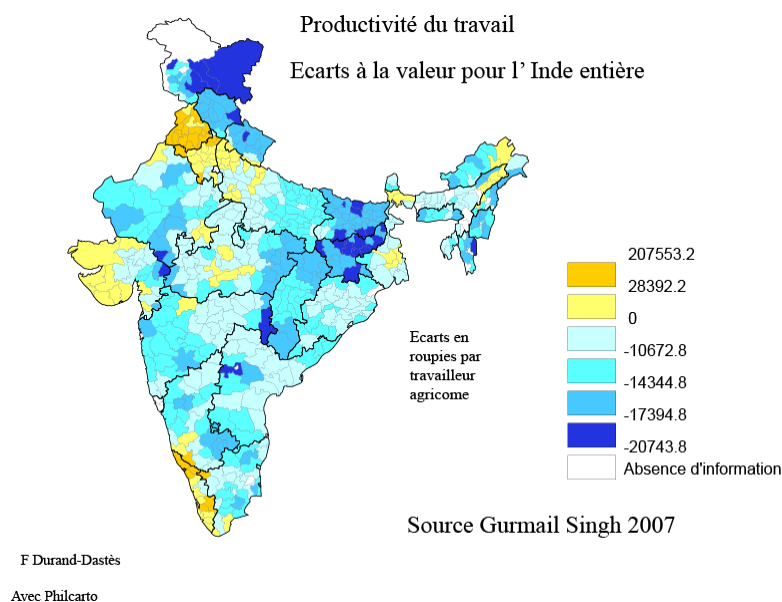 Productivité du travail
Ecarts à la valeur pour l’ Inde entière
207553.2
28392.2
0
-10672.8
-14344.8
-17394.8
-20743.8
Absence d'information
Ecarts en
roupies par
travailleur
agricome
Source Gurmail Singh 2007
F Durand-Dastès
Avec Philcarto